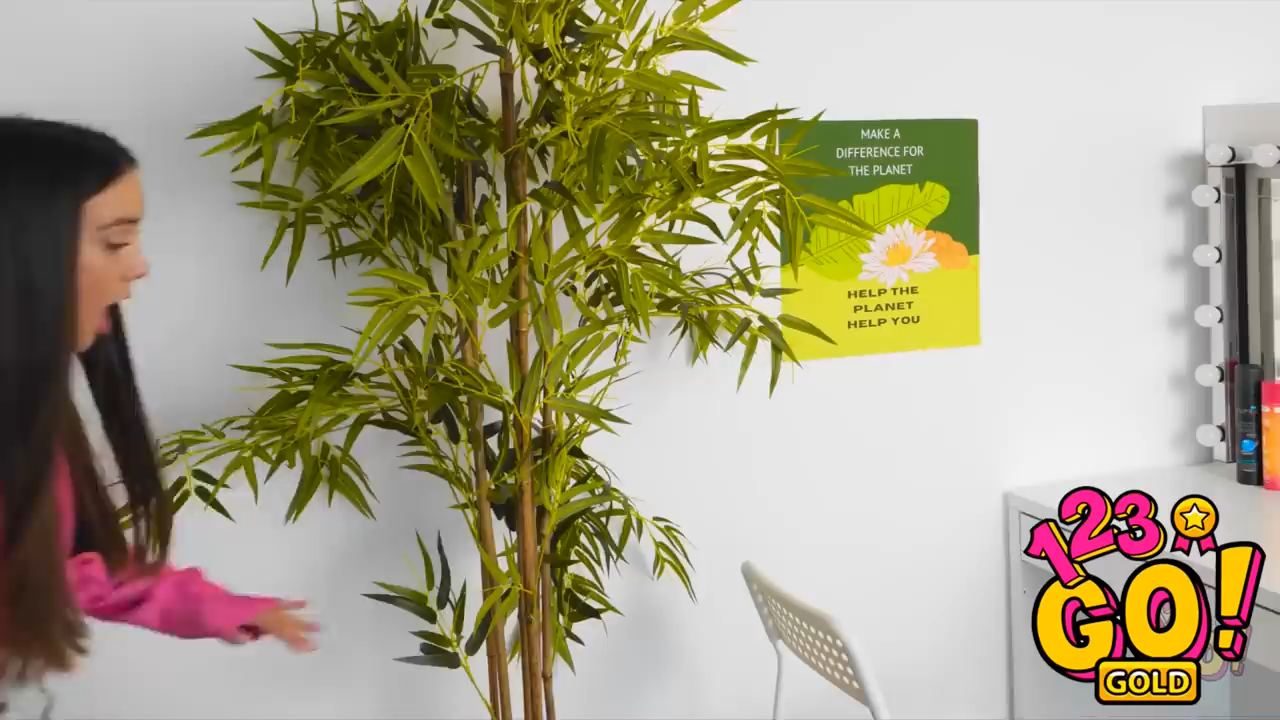 MAKE A
DIFFERENCE FOR
THE PLANET
HELP THE
PLANET
HELP YOU
123
GO!
GOLD